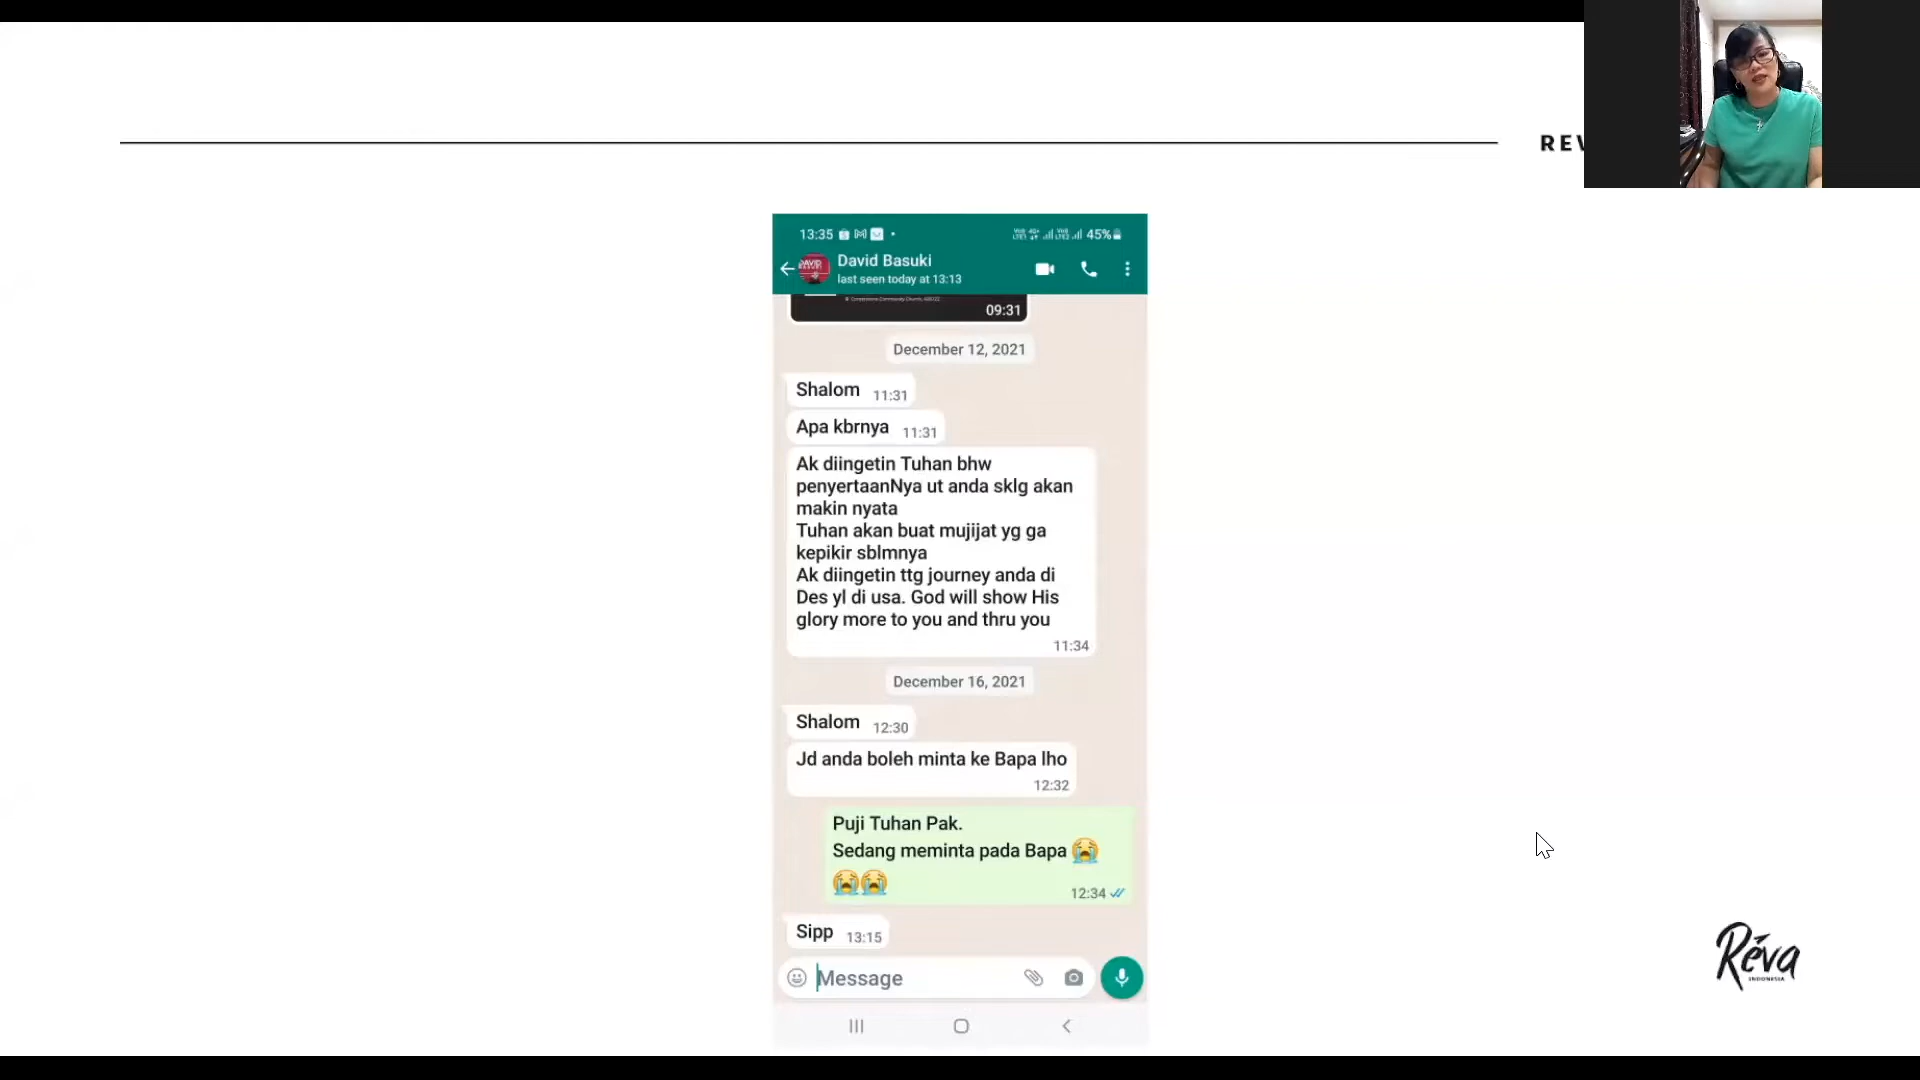 REV
13:35
45%
David Basuki
last seen today at 13:13
09:31
December 12, 2021
Shalom 11:31
Apa kbrnya 11:31
Ak diingetin Tuhan bhw
penyertaanNya ut anda sklg akan
makin nyata
Tuhan akan buat mujijat yg ga
kepikir sblmnya
Ak diingetin ttg journey anda di
Des yl di usa. God will show His
glory more to you and thru you
11:34
December 16, 2021
Shalom 12:30
Jd anda boleh minta ke Bapa lho
12:32
Puji Tuhan Pak.
Sedang meminta pada Bapa 😭
😭😭
12:34
Sipp 13:15
Message
Réva
INDONESIA